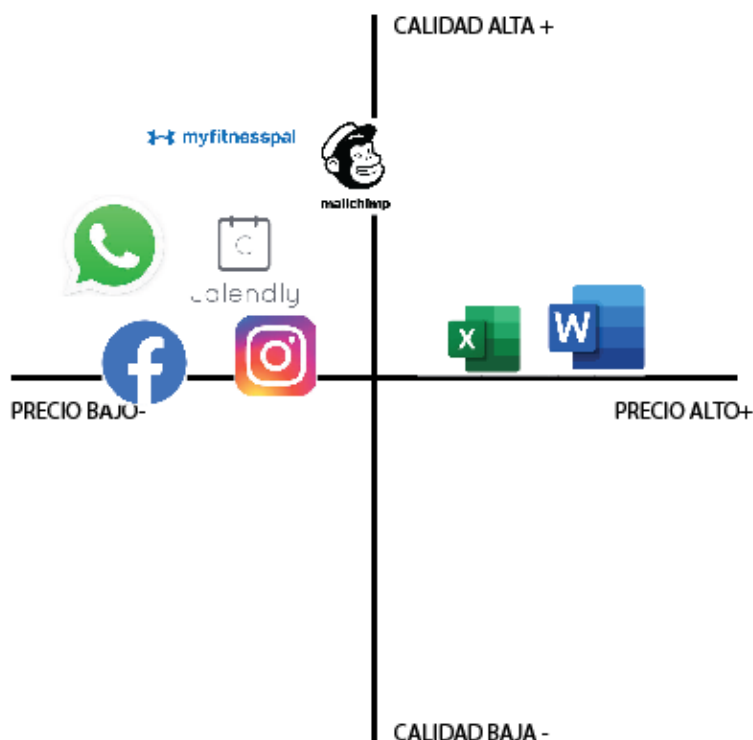 CALIDAD ALTA +
myfitnesspal
mailchimp
C
Calendly
X
W
f
PRECIO BAJO-
PRECIO ALTO+
CALIDAD BAJA -